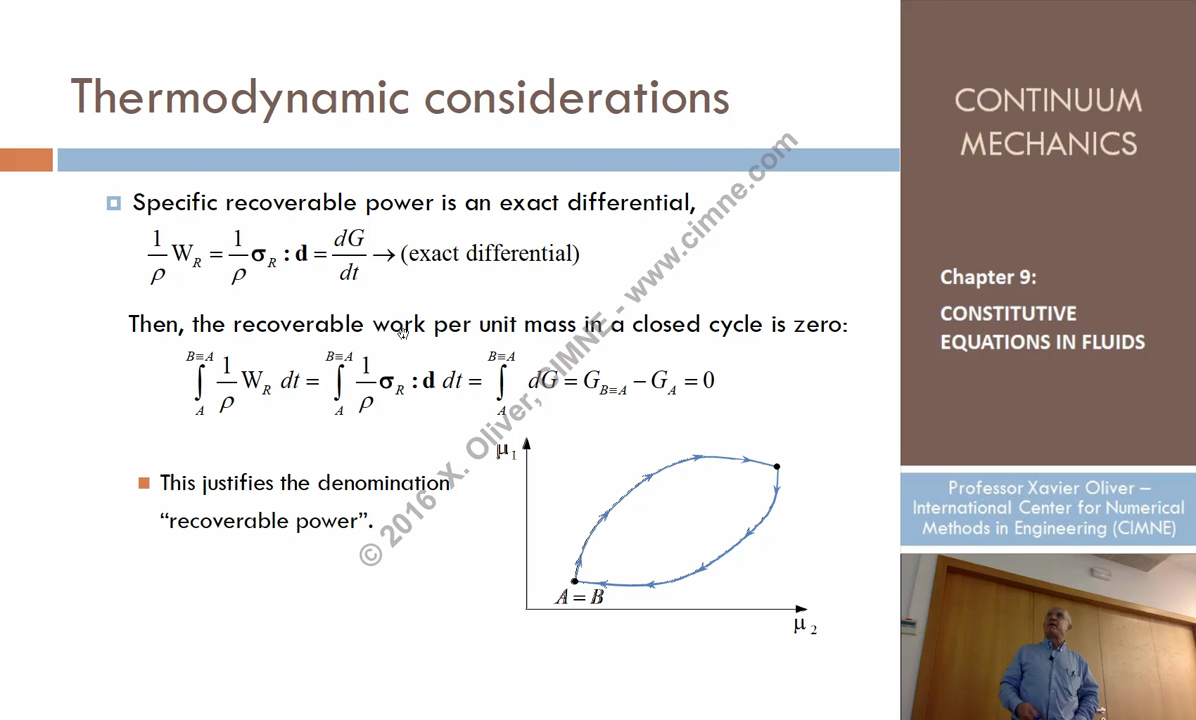 Thermodynamic considerations
Specific recoverable power is an exact differential,
1/ρ W_R = 1/ρ σ_R : d = dG/dt → (exact differential)
Then, the recoverable work per unit mass in a closed cycle is zero:
∫_A^{B≡A} 1/ρ W_R dt = ∫_A^{B≡A} 1/ρ σ_R : d dt = ∫_A^{B≡A} dG = G_{B≡A} − G_A = 0
This justifies the denomination
“recoverable power”.
μ₁
A = B
μ₂
© 2016 X. Oliver, CIMNE - www.cimne.com
CONTINUUM
MECHANICS
Chapter 9:
CONSTITUTIVE
EQUATIONS IN FLUIDS
Professor Xavier Oliver –
International Center for Numerical
Methods in Engineering (CIMNE)